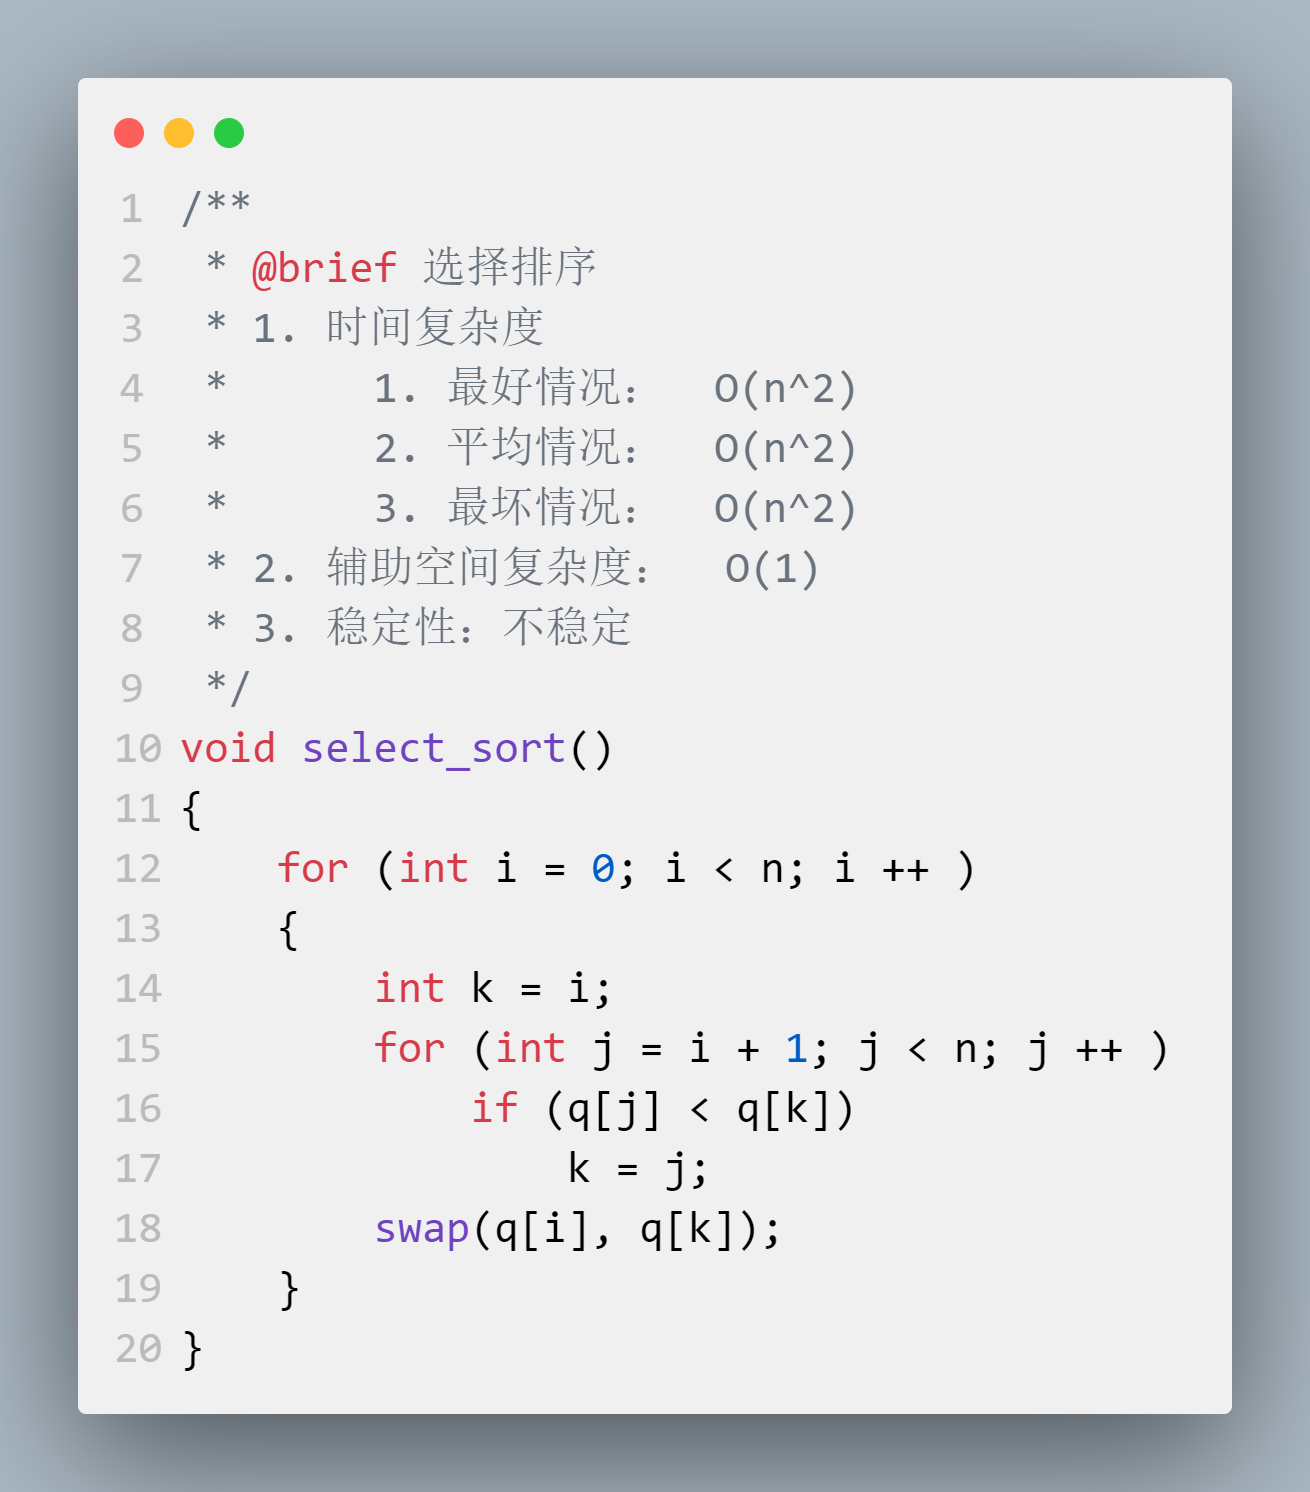 1 /**
2  * @brief 选择排序
3  * 1. 时间复杂度
4  *      1. 最好情况：  O(n^2)
5  *      2. 平均情况：  O(n^2)
6  *      3. 最坏情况：  O(n^2)
7  * 2. 辅助空间复杂度：  O(1)
8  * 3. 稳定性：不稳定
9  */
10 void select_sort()
11 {
12     for (int i = 0; i < n; i ++ )
13     {
14         int k = i;
15         for (int j = i + 1; j < n; j ++ )
16             if (q[j] < q[k])
17                 k = j;
18         swap(q[i], q[k]);
19     }
20 }